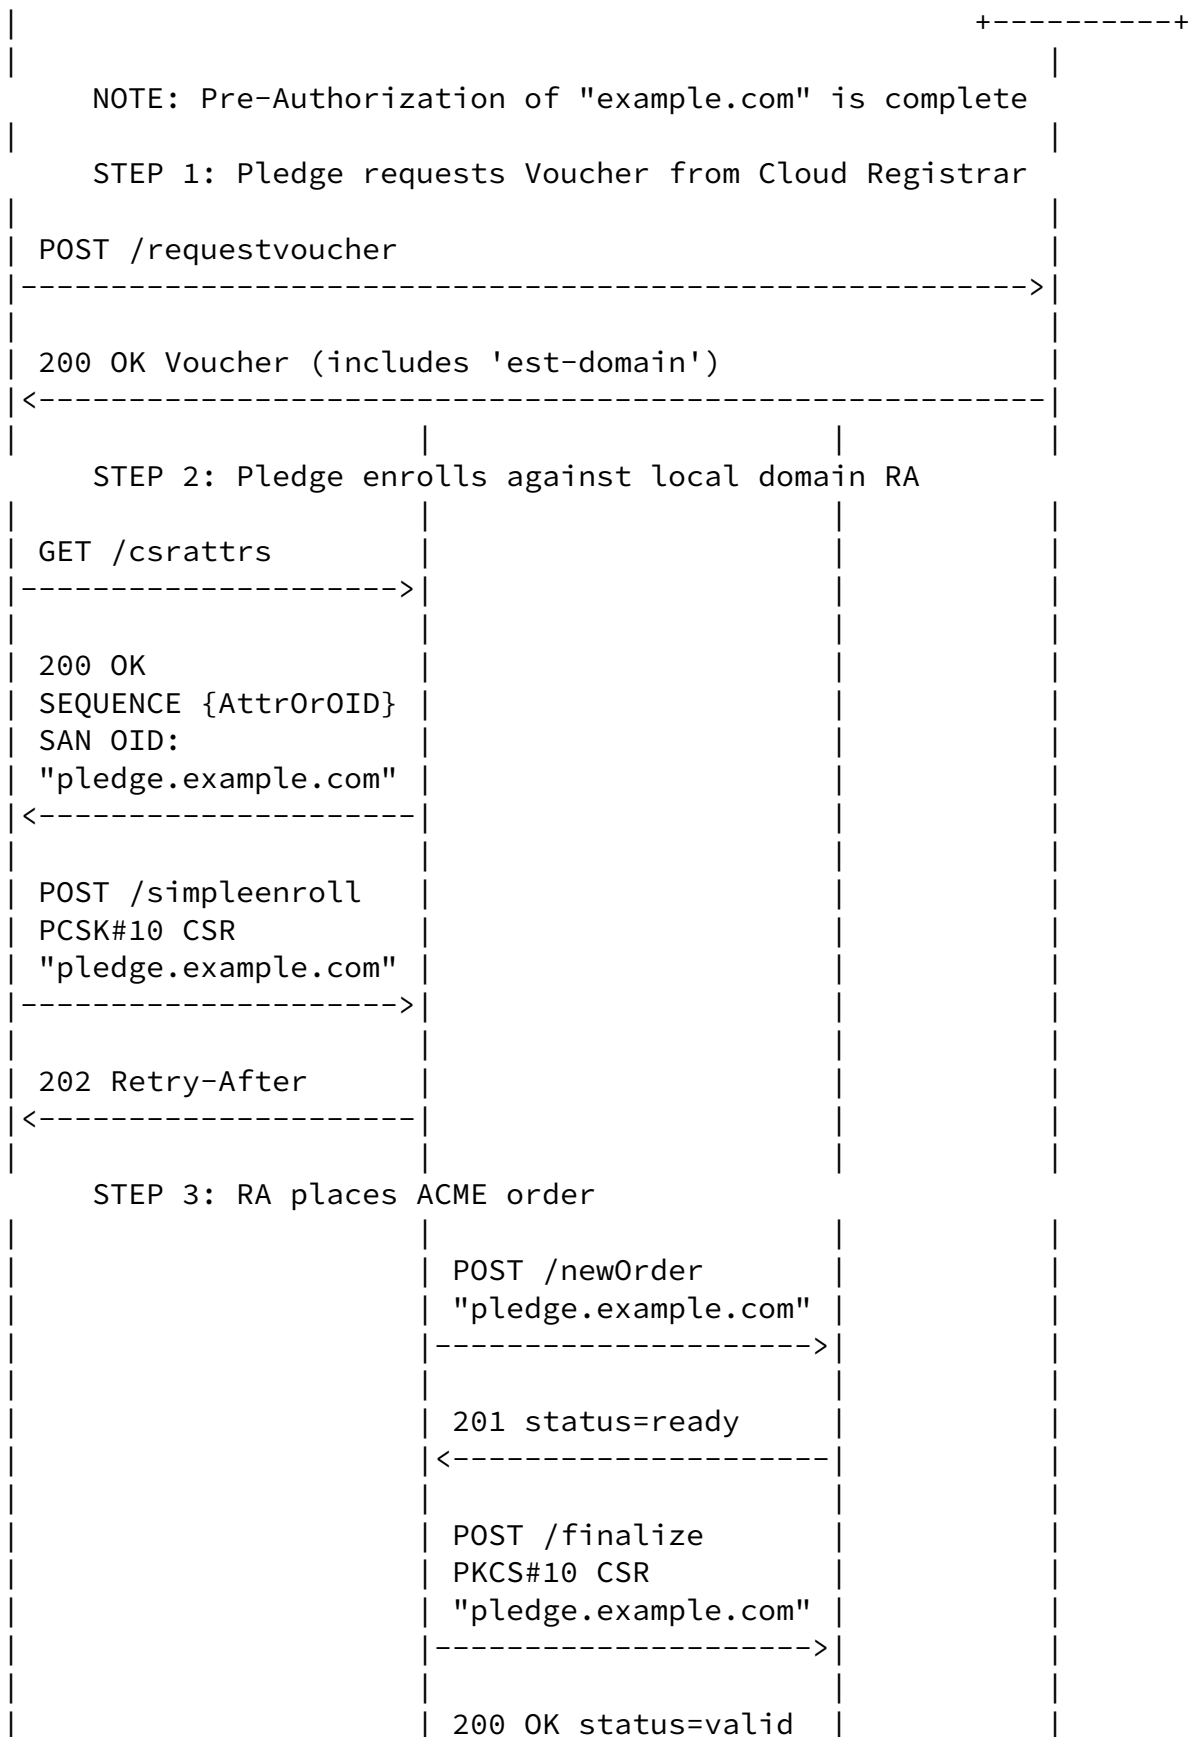 |                                                     +----------+
|                                                         |
    NOTE: Pre-Authorization of "example.com" is complete
|                                                         |
    STEP 1: Pledge requests Voucher from Cloud Registrar
|                                                         |
| POST /requestvoucher                                    |
|-------------------------------------------------------->|
|                                                         |
| 200 OK Voucher (includes 'est-domain')                  |
|<--------------------------------------------------------|
|                      |                      |           |
    STEP 2: Pledge enrolls against local domain RA
|                      |                      |           |
| GET /csrattrs        |                      |           |
|--------------------->|                      |           |
|                      |                      |           |
| 200 OK               |                      |           |
| SEQUENCE {AttrOrOID} |                      |           |
| SAN OID:             |                      |           |
| "pledge.example.com" |                      |           |
|<---------------------|                      |           |
|                      |                      |           |
| POST /simpleenroll   |                      |           |
| PCSK#10 CSR          |                      |           |
| "pledge.example.com" |                      |           |
|--------------------->|                      |           |
|                      |                      |           |
| 202 Retry-After      |                      |           |
|<---------------------|                      |           |
|                      |                      |           |
    STEP 3: RA places ACME order
|                      |                      |           |
|                      | POST /newOrder       |           |
|                      | "pledge.example.com" |           |
|                      |--------------------->|           |
|                      |                      |           |
|                      | 201 status=ready     |           |
|                      |<---------------------|           |
|                      |                      |           |
|                      | POST /finalize       |           |
|                      | PKCS#10 CSR          |           |
|                      | "pledge.example.com" |           |
|                      |--------------------->|           |
|                      |                      |           |
|                      | 200 OK status=valid  |           |